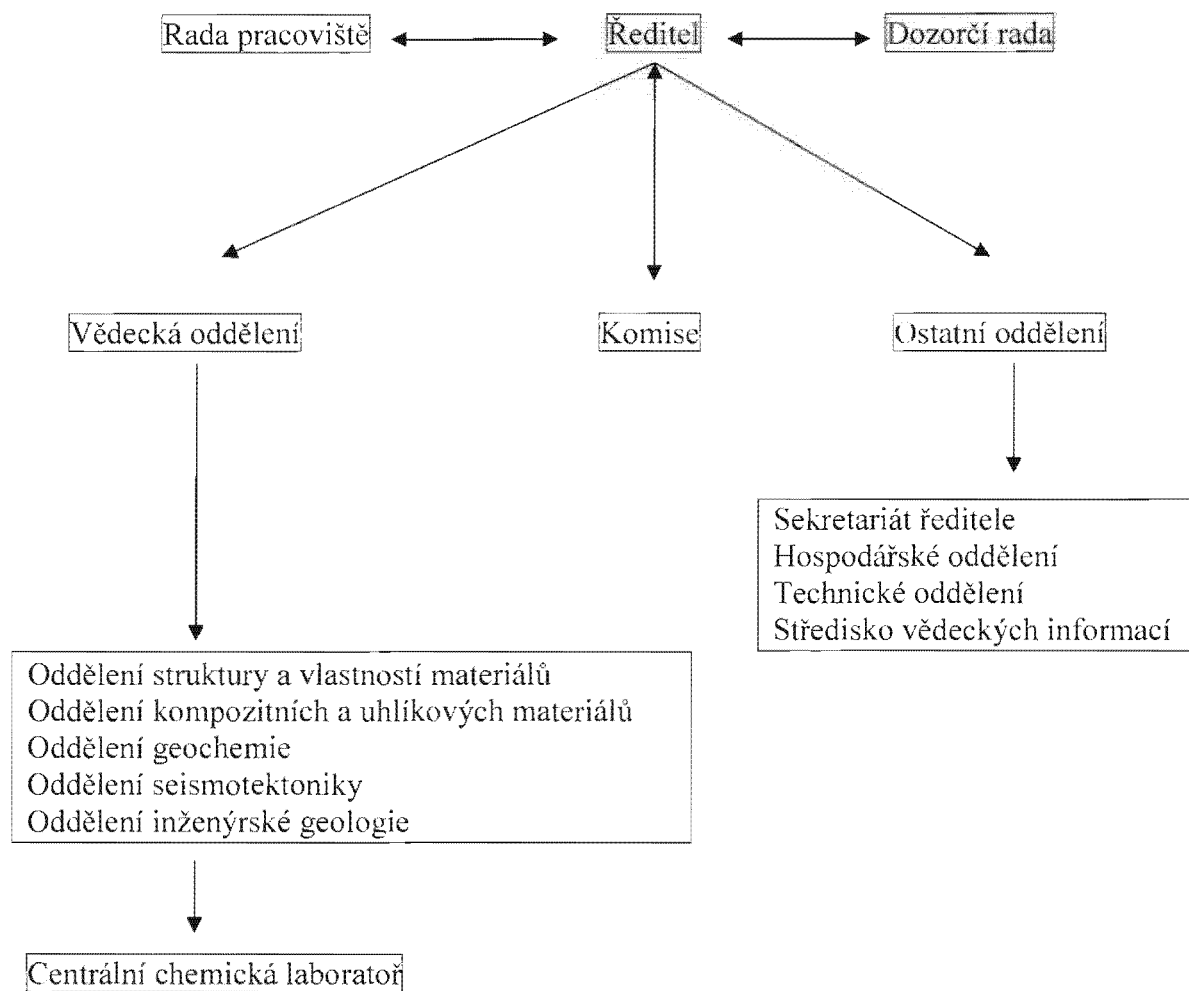 Rada pracoviště
Ředitel
Dozorčí rada
Vědecká oddělení
Komise
Ostatní oddělení
Sekretariát ředitele
Hospodářské oddělení
Technické oddělení
Středisko vědeckých informací
Oddělení struktury a vlastností materiálů
Oddělení kompozitních a uhlíkových materiálů
Oddělení geochemie
Oddělení seismotektoniky
Oddělení inženýrské geologie
Centrální chemická laboratoř